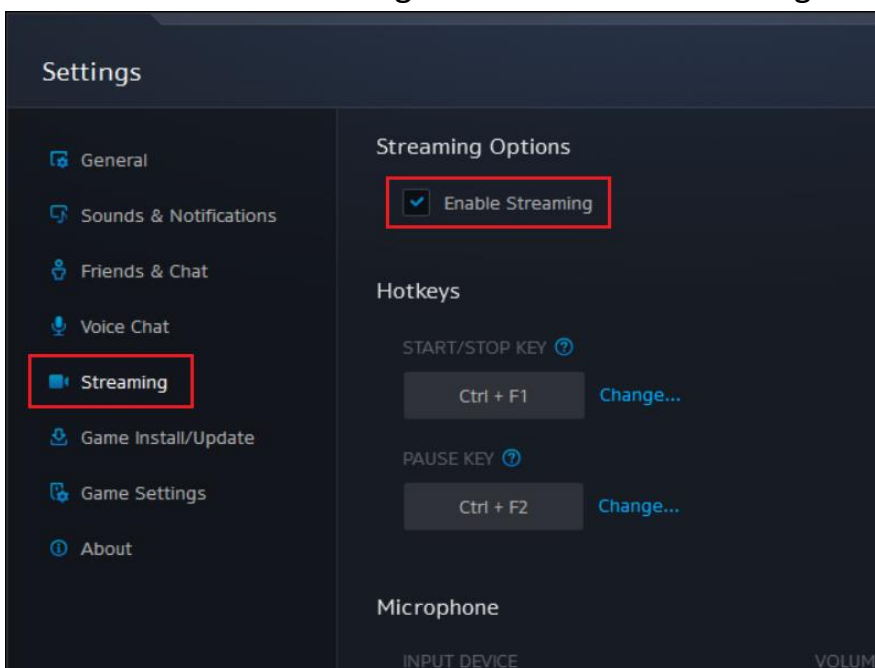 Settings
General
Sounds & Notifications
Friends & Chat
Voice Chat
Streaming
Game Install/Update
Game Settings
About
Streaming Options
Enable Streaming
Hotkeys
START/STOP KEY ?
Ctrl + F1 Change...
PAUSE KEY ?
Ctrl + F2 Change...
Microphone
INPUT DEVICE